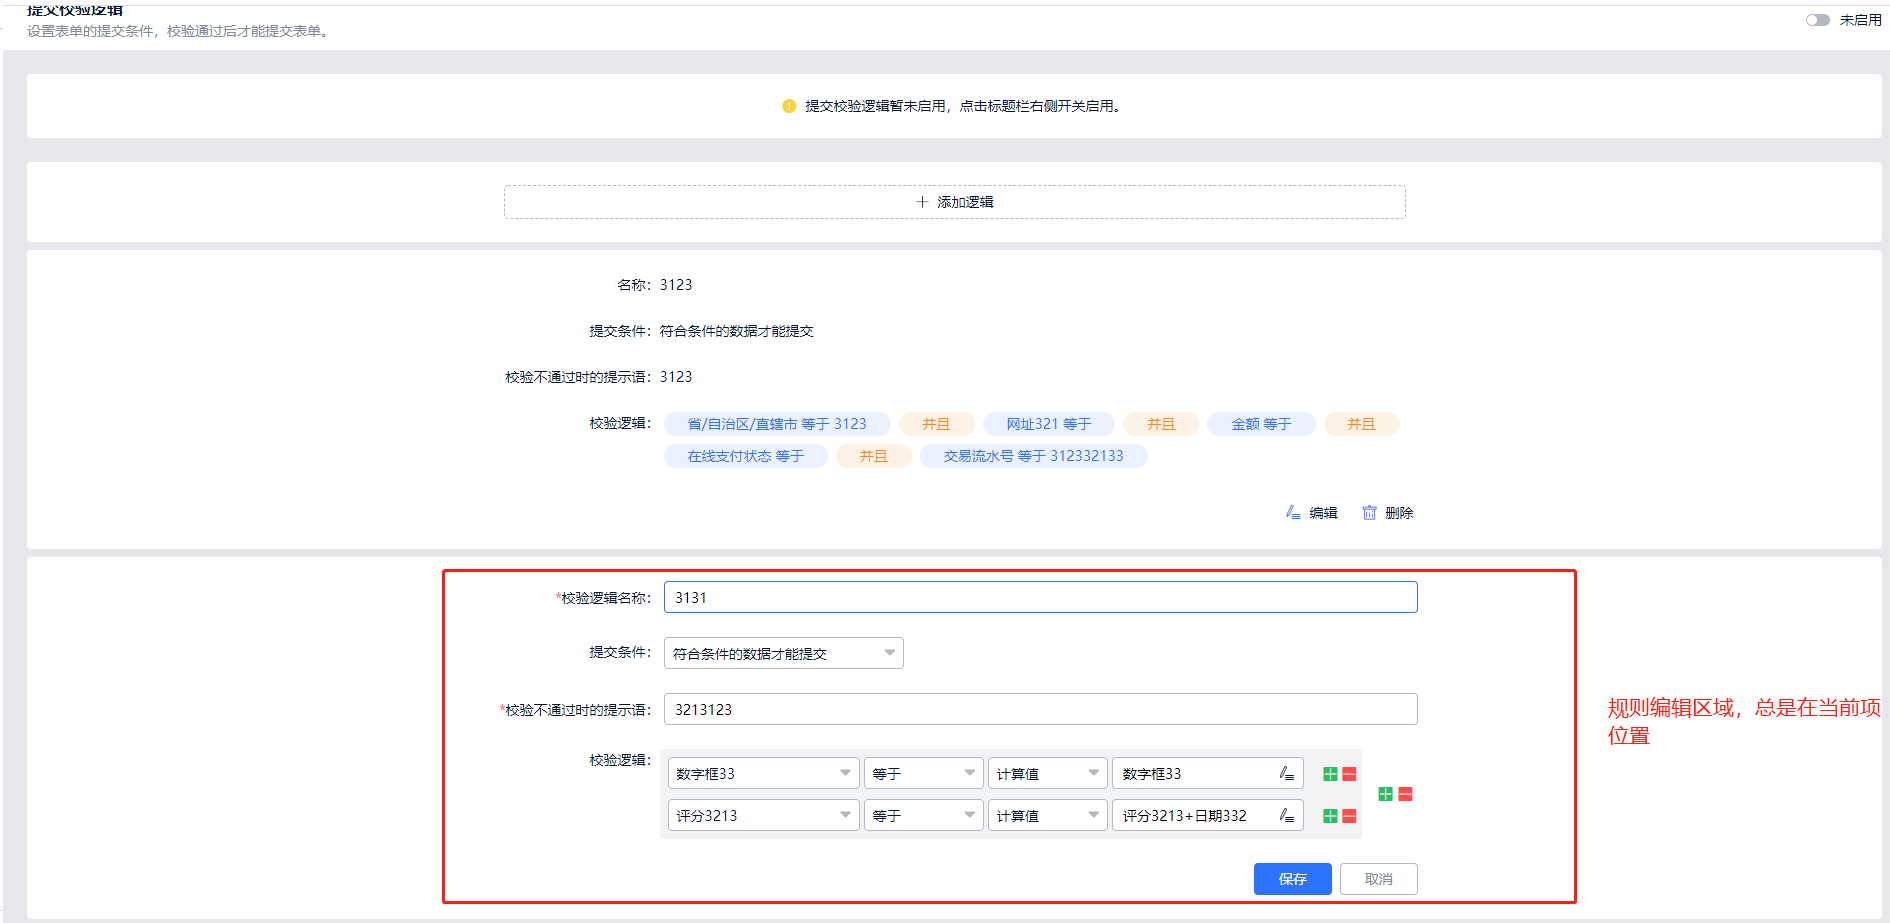 提交校验逻辑
设置表单的提交条件，校验通过后才能提交表单。
未启用
提交校验逻辑暂未启用，点击标题栏右侧开关启用。
添加逻辑
名称： 3123
提交条件： 符合条件的数据才能提交
校验不通过时的提示语： 3123
校验逻辑： 省/自治区/直辖市 等于 3123 并且 网址321 等于 并且 金额 等于 并且
在线支付状态 等于 并且 交易流水号 等于 312332133
编辑 删除
*校验逻辑名称： 3131
提交条件： 符合条件的数据才能提交
*校验不通过时的提示语： 3213123
规则编辑区域，总是在当前项
位置
校验逻辑： 数字框33 等于 计算值 数字框33
评分3213 等于 计算值 评分3213+日期332
保存 取消